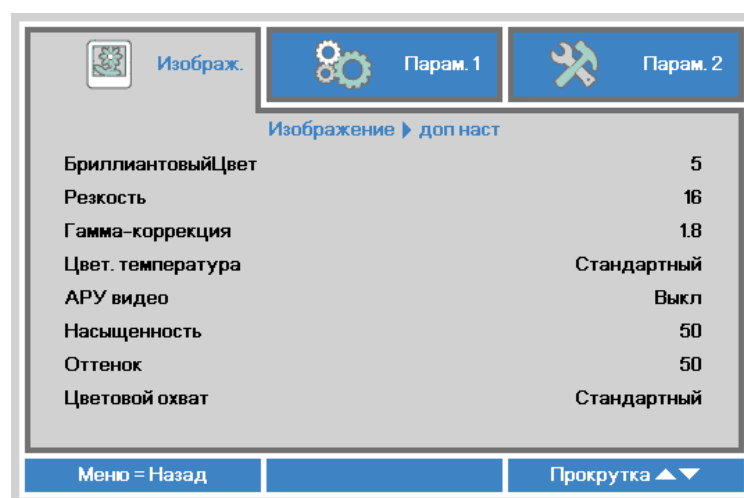 Изображ. Парам. 1 Парам. 2
Изображение ▶ доп наст
БриллиантовыйЦвет 5
Резкость 16
Гамма-коррекция 1.8
Цвет. температура Стандартный
АРУ видео Выкл
Насыщенность 50
Оттенок 50
Цветовой охват Стандартный
Меню = Назад Прокрутка ▲▼